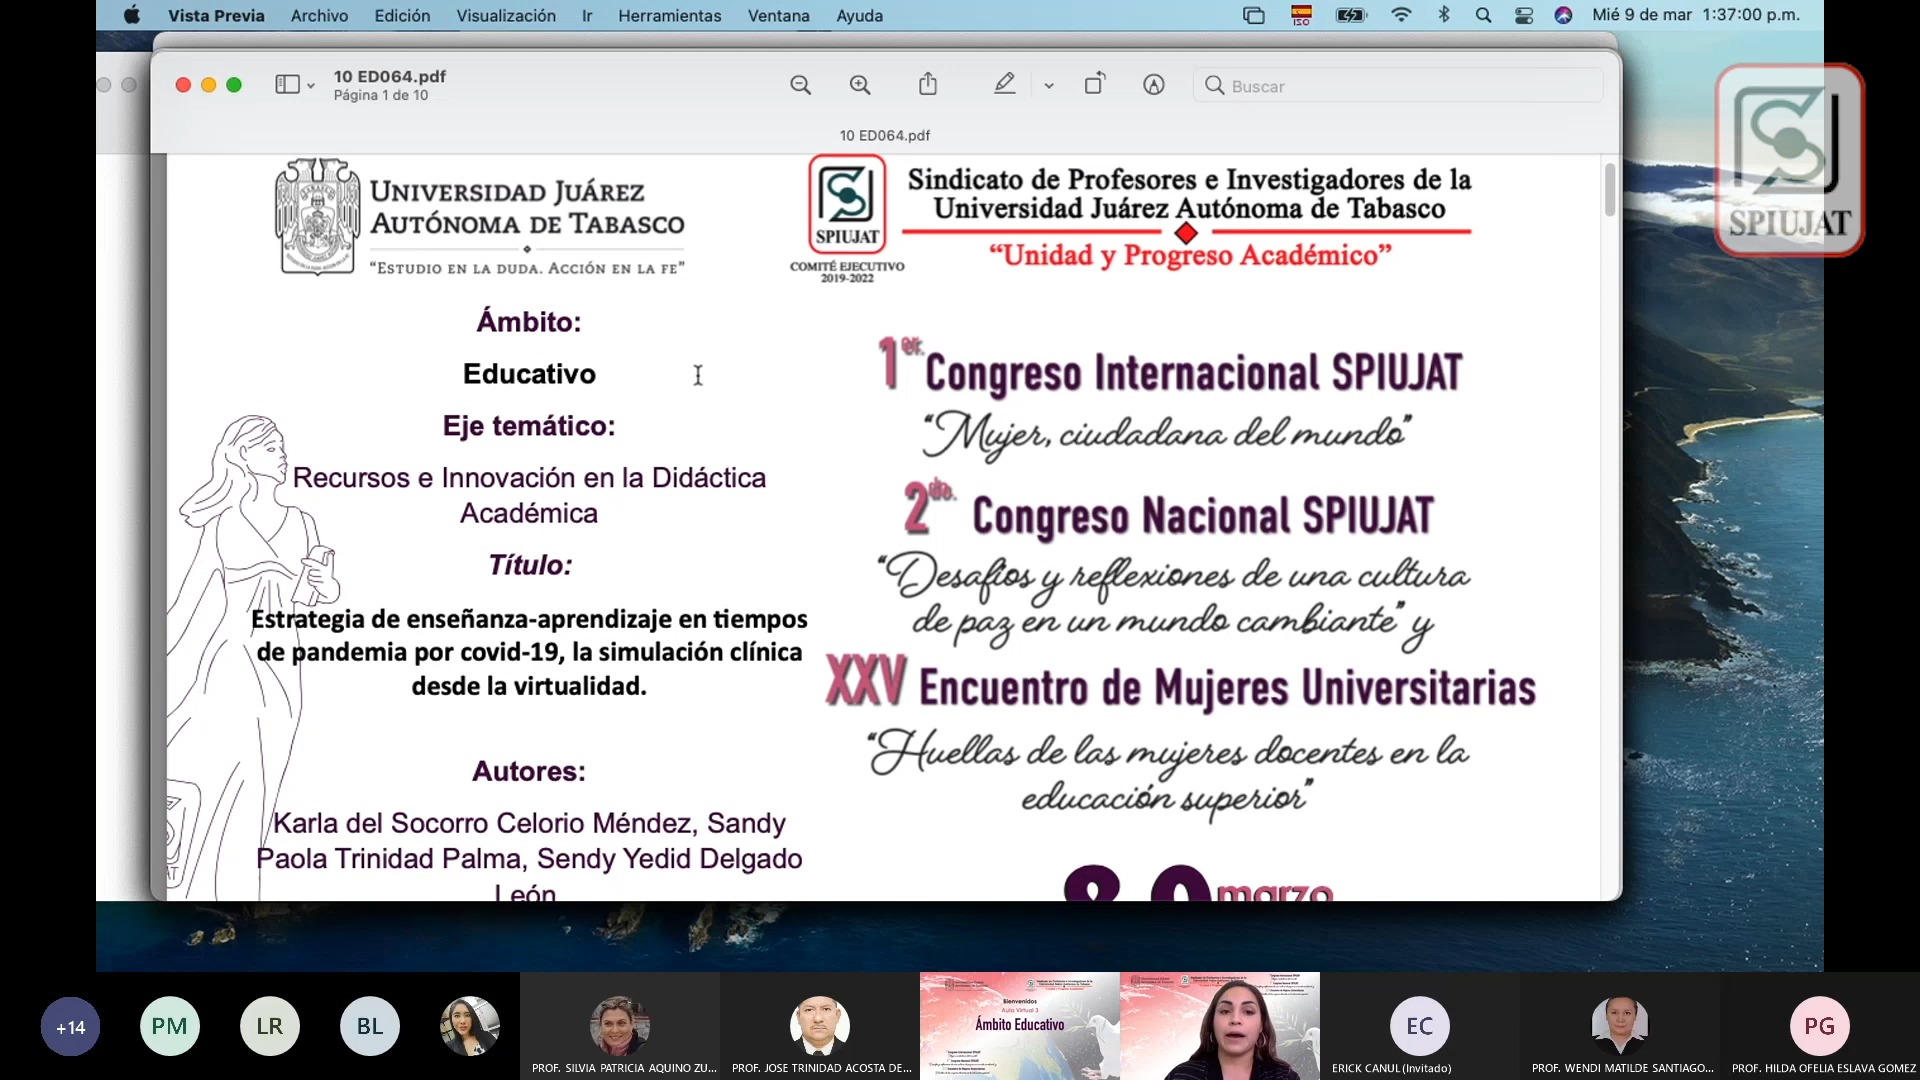 Vista Previa Archivo Edición Visualización Ir Herramientas Ventana Ayuda
ISO
Mié 9 de mar 1:37:00 p.m.
10 ED064.pdf
Página 1 de 10
Buscar
10 ED064.pdf
SPIUJAT
UNIVERSIDAD JUÁREZ
AUTÓNOMA DE TABASCO
“ESTUDIO EN LA DUDA. ACCIÓN EN LA FE”
SPIUJAT
COMITÉ EJECUTIVO
2019-2022
Sindicato de Profesores e Investigadores de la
Universidad Juárez Autónoma de Tabasco
“Unidad y Progreso Académico”
Ámbito:
Educativo
Eje temático:
Recursos e Innovación en la Didáctica
Académica
Título:
Estrategia de enseñanza-aprendizaje en tiempos
de pandemia por covid-19, la simulación clínica
desde la virtualidad.
Autores:
Karla del Socorro Celorio Méndez, Sandy
Paola Trinidad Palma, Sendy Yedid Delgado
León
1er. Congreso Internacional SPIUJAT
“Mujer, ciudadana del mundo”
2do. Congreso Nacional SPIUJAT
“Desafíos y reflexiones de una cultura
de paz en un mundo cambiante” y
XXV Encuentro de Mujeres Universitarias
“Huellas de las mujeres docentes en la
educación superior”
marzo
+14
PM
LR
BL
PROF. SILVIA PATRICIA AQUINO ZU...
PROF. JOSE TRINIDAD ACOSTA DE...
Bienvenidos
Aula Virtual 3
Ámbito Educativo
EC
ERICK CANUL (Invitado)
PROF. WENDI MATILDE SANTIAGO...
PG
PROF. HILDA OFELIA ESLAVA GOMEZ